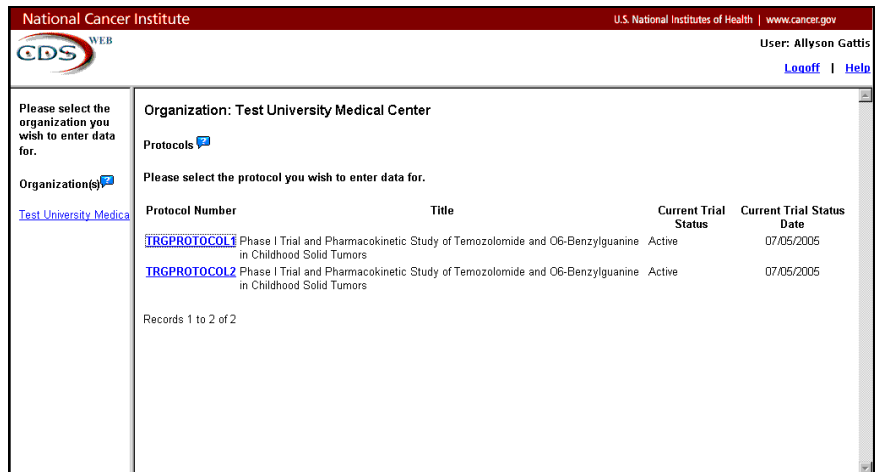 National Cancer Institute
U.S. National Institutes of Health | www.cancer.gov
CDS WEB
User: Allyson Gattis
Logoff | Help
Please select the
organization you
wish to enter data
for.
Organization(s)?
Test University Medica
Organization: Test University Medical Center
Protocols ?
Please select the protocol you wish to enter data for.
Protocol Number Title Current Trial Status Current Trial Status Date
TRGPROTOCOL1 Phase I Trial and Pharmacokinetic Study of Temozolomide and O6-Benzylguanine Active 07/05/2005
in Childhood Solid Tumors
TRGPROTOCOL2 Phase I Trial and Pharmacokinetic Study of Temozolomide and O6-Benzylguanine Active 07/05/2005
in Childhood Solid Tumors
Records 1 to 2 of 2